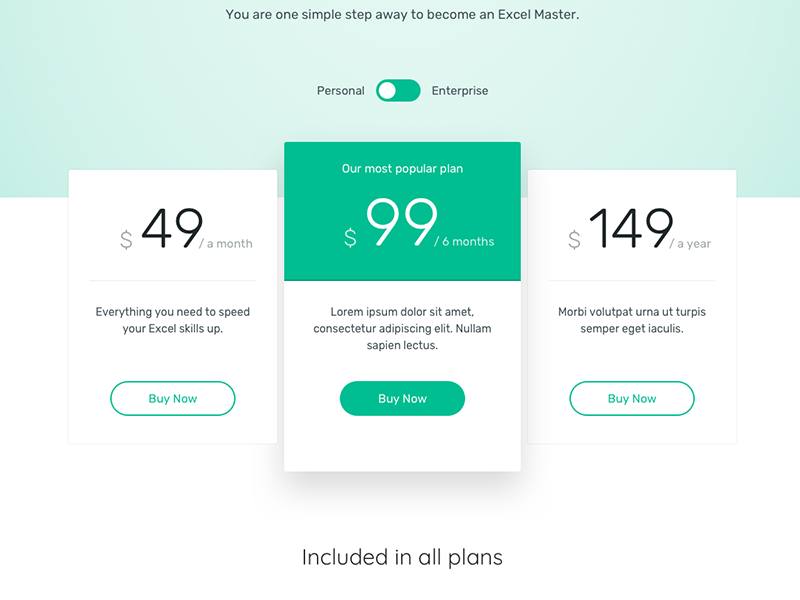 You are one simple step away to become an Excel Master.
Personal Enterprise
$ 49 / a month
Everything you need to speed
your Excel skills up.
Buy Now
Our most popular plan
$ 99 / 6 months
Lorem ipsum dolor sit amet,
consectetur adipiscing elit. Nullam
sapien lectus.
Buy Now
$ 149 / a year
Morbi volutpat urna ut turpis
semper eget iaculis.
Buy Now
Included in all plans